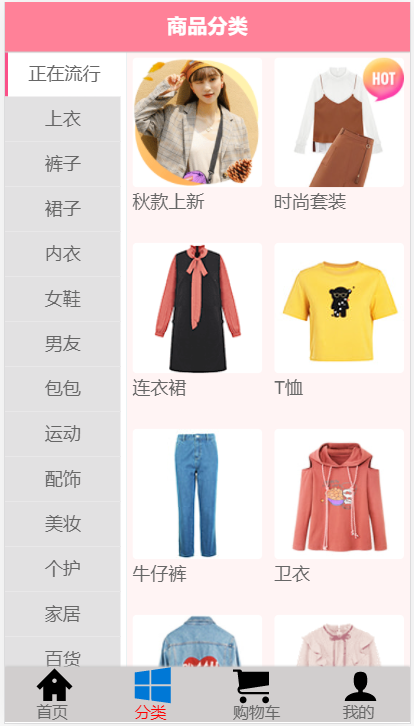 商品分类
正在流行
上衣
裤子
裙子
内衣
女鞋
男友
包包
运动
配饰
美妆
个护
家居
百货
HOT
秋款上新
时尚套装
连衣裙
T恤
牛仔裤
卫衣
首页
分类
购物车
我的